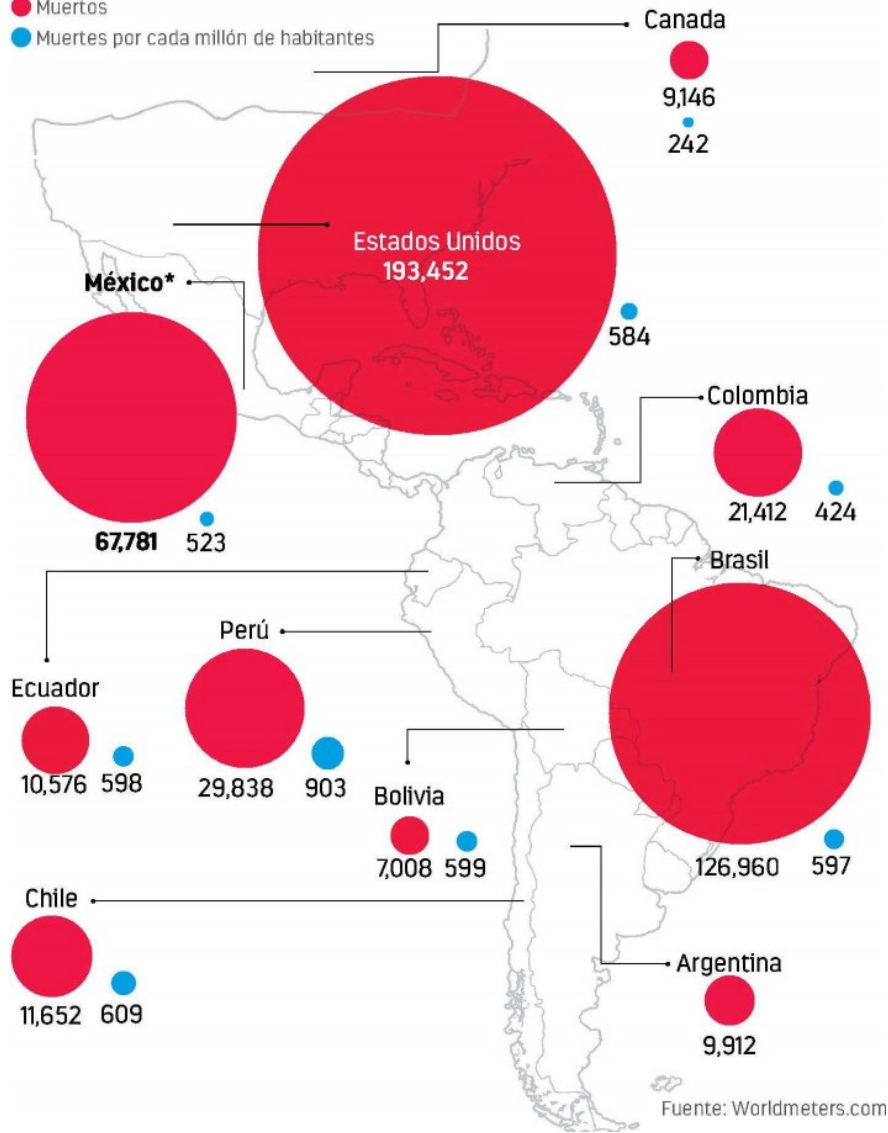 Muertos
Muertes por cada millón de habitantes
Canada
9,146
242
Estados Unidos
193,452
584
México*
67,781 523
Colombia
21,412 424
Brasil
126,960 597
Perú
29,838 903
Ecuador
10,576 598
Bolivia
7,008 599
Chile
11,652 609
Argentina
9,912
Fuente: Worldmeters.com